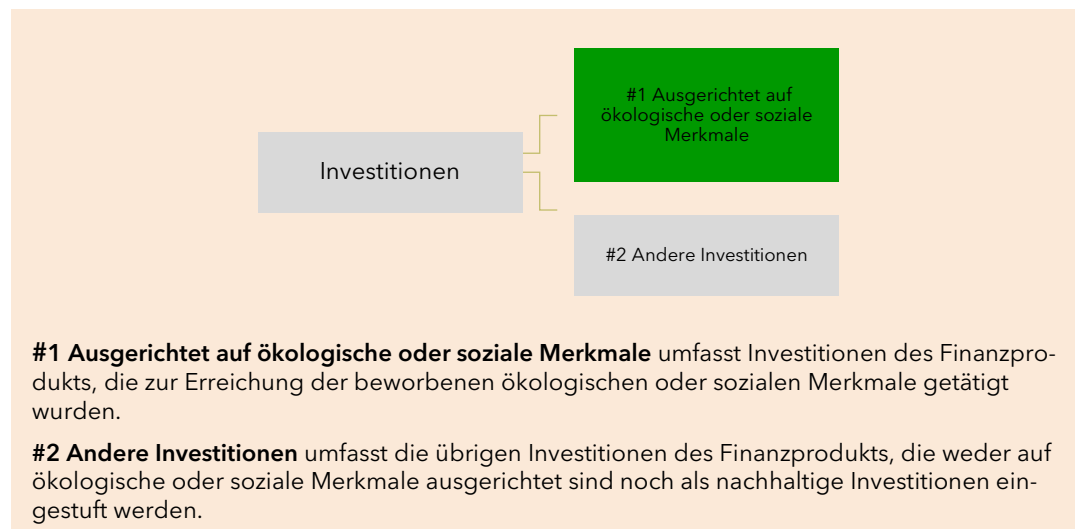 #1 Ausgerichtet auf
ökologische oder soziale
Merkmale
Investitionen
#2 Andere Investitionen
#1 Ausgerichtet auf ökologische oder soziale Merkmale umfasst Investitionen des Finanzpro-
dukts, die zur Erreichung der beworbenen ökologischen oder sozialen Merkmale getätigt
wurden.
#2 Andere Investitionen umfasst die übrigen Investitionen des Finanzprodukts, die weder auf
ökologische oder soziale Merkmale ausgerichtet sind noch als nachhaltige Investitionen ein-
gestuft werden.